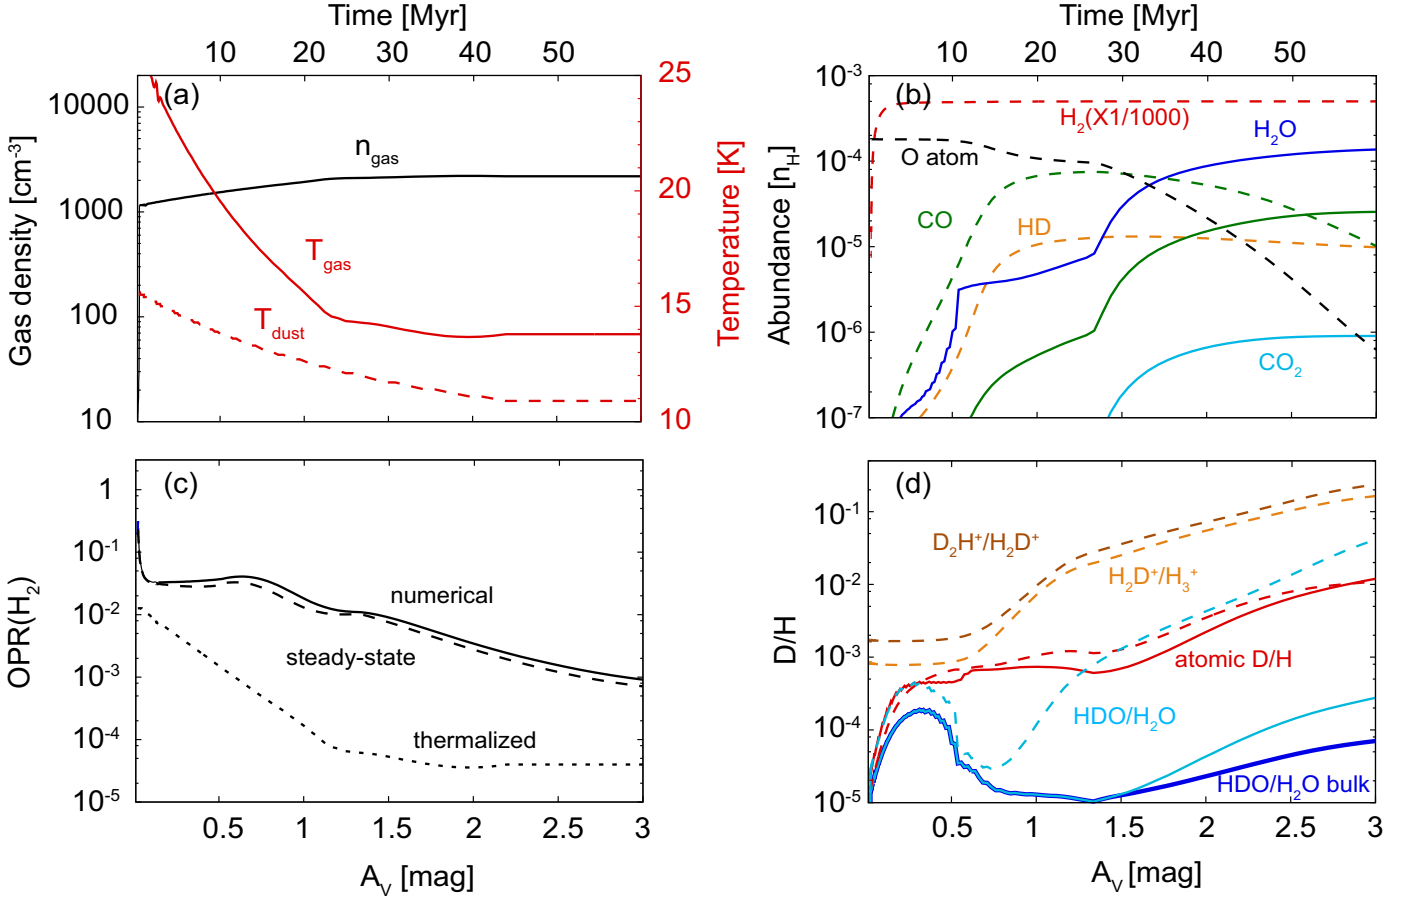 Time [Myr]
10 20 30 40 50
(a)
Gas density [cm⁻³]
10000
1000
100
10
n_gas
T_gas
T_dust
25
20
15
10
Temperature [K]
Time [Myr]
10 20 30 40 50
(b)
Abundance [n_H]
10⁻³
10⁻⁴
10⁻⁵
10⁻⁶
10⁻⁷
H₂(X1/1000)
H₂O
O atom
CO
HD
CO₂
(c)
OPR(H₂)
1
10⁻¹
10⁻²
10⁻³
10⁻⁴
10⁻⁵
numerical
steady-state
thermalized
0.5 1 1.5 2 2.5 3
A_V [mag]
(d)
D/H
10⁻¹
10⁻²
10⁻³
10⁻⁴
10⁻⁵
D₂H⁺/H₂D⁺
H₂D⁺/H₃⁺
atomic D/H
HDO/H₂O
HDO/H₂O bulk
0.5 1 1.5 2 2.5 3
A_V [mag]